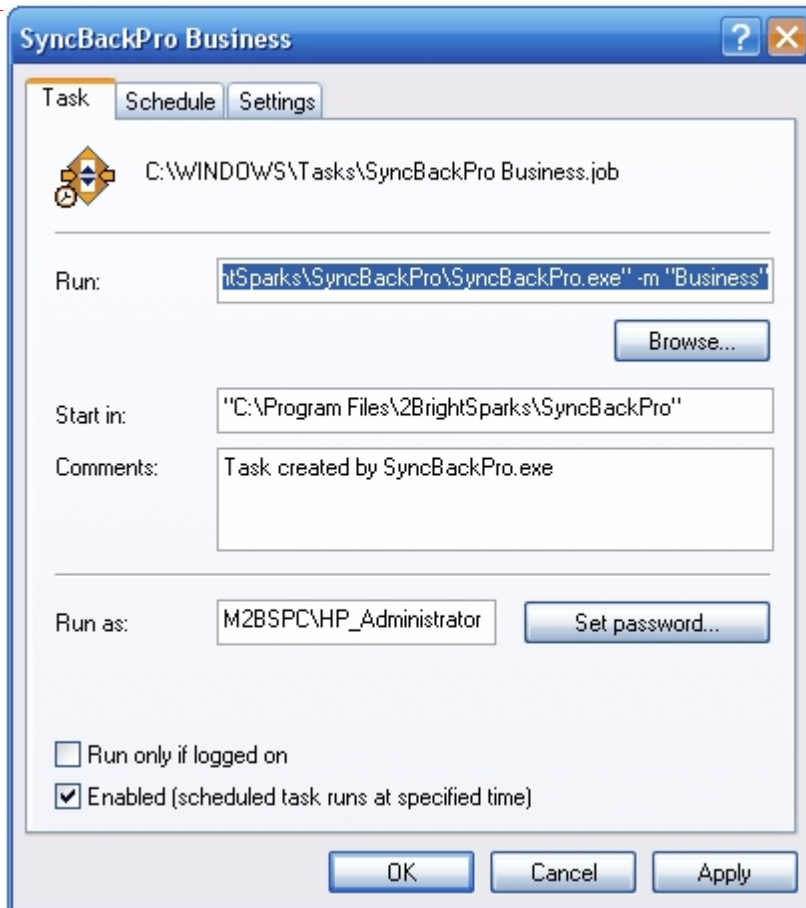 SyncBackPro Business
Task Schedule Settings
C:\WINDOWS\Tasks\SyncBackPro Business.job
Run: htSparks\SyncBackPro\SyncBackPro.exe" -m "Business"
Browse...
Start in: "C:\Program Files\2BrightSparks\SyncBackPro"
Comments: Task created by SyncBackPro.exe
Run as: M2BSPC\HP_Administrator Set password...
Run only if logged on
Enabled (scheduled task runs at specified time)
OK Cancel Apply